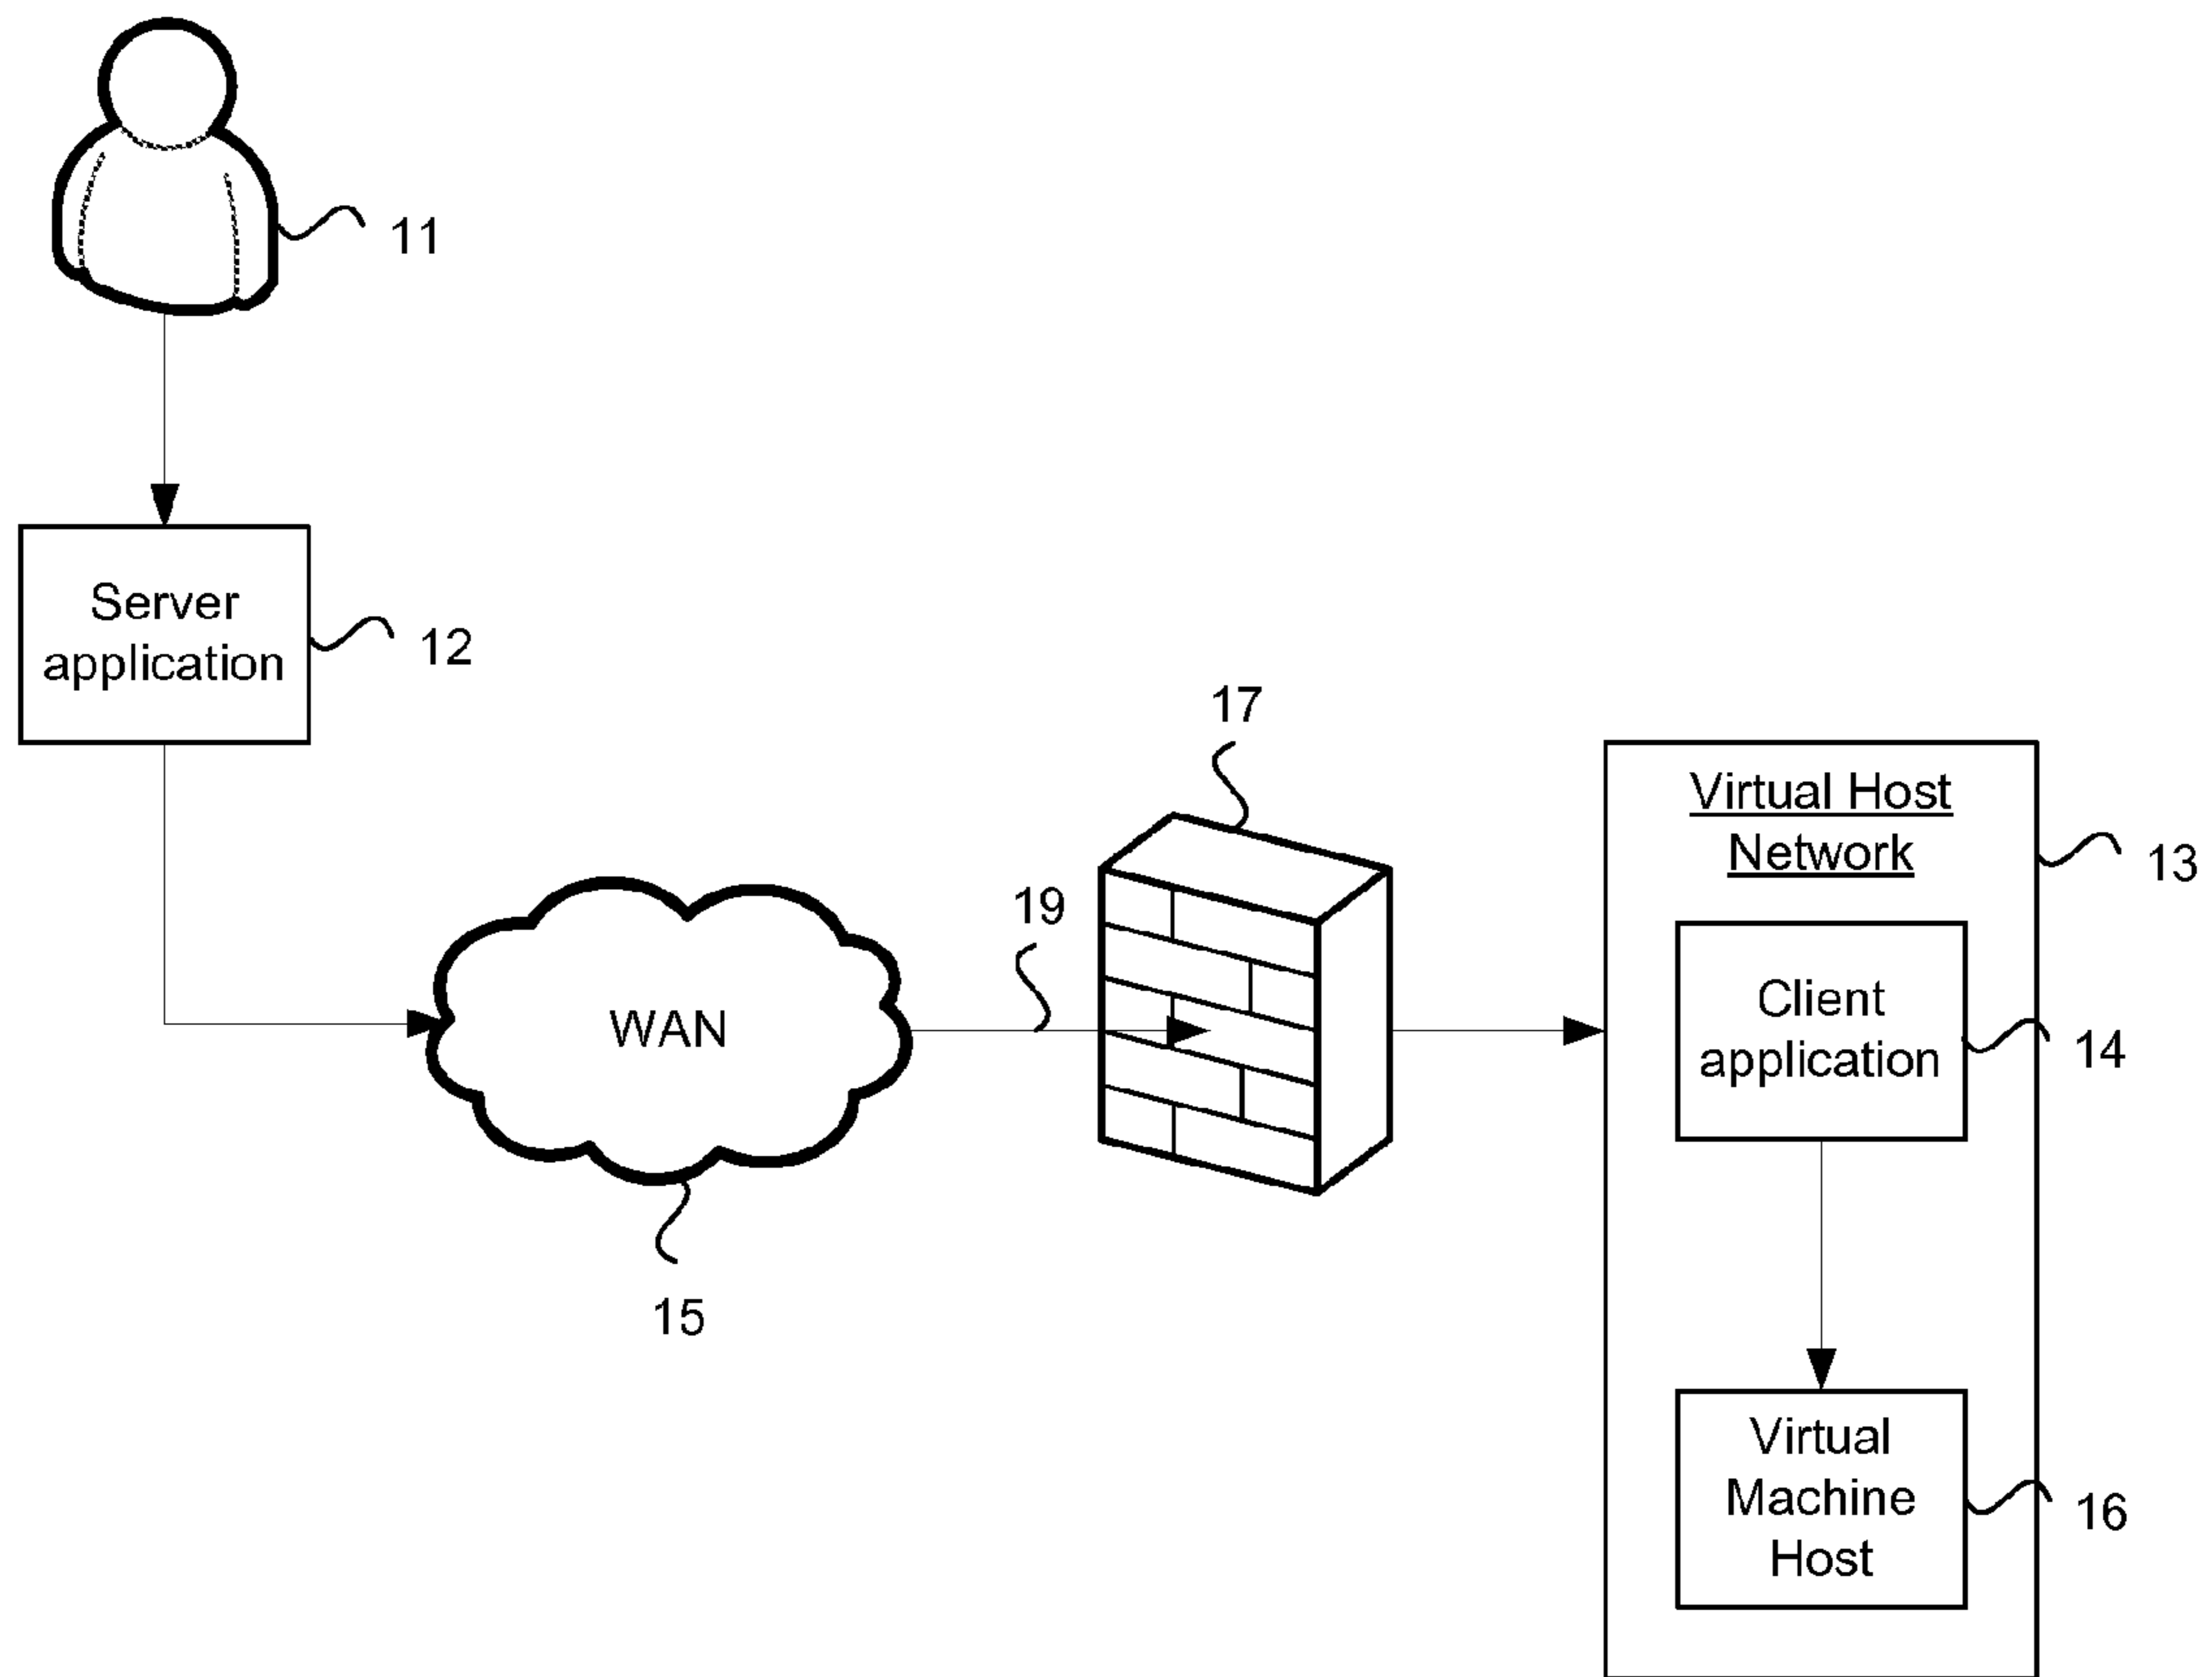 11
Server
application
12
17
Virtual Host
Network
13
19
WAN
Client
application
14
15
Virtual
Machine
Host
16